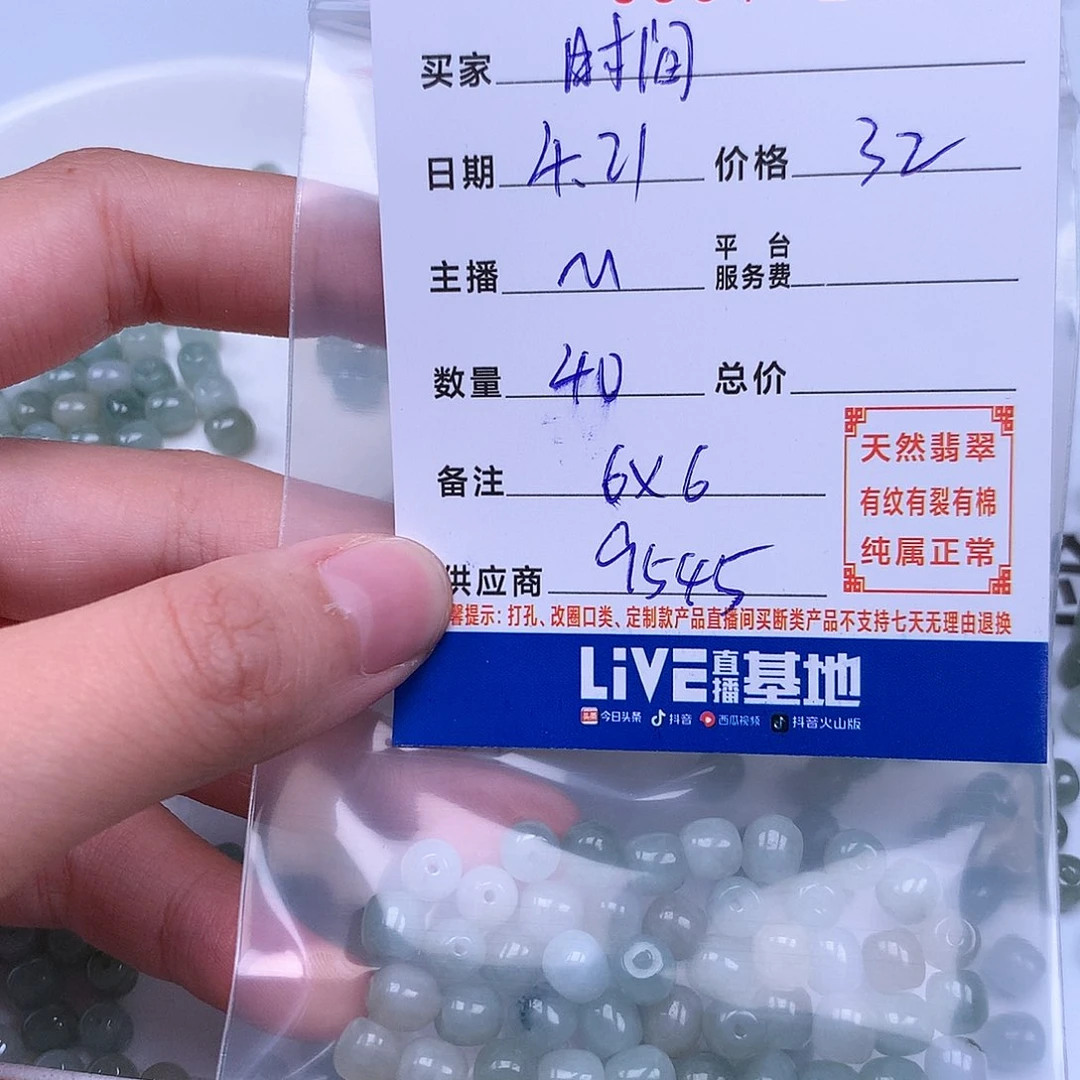 买家 时间
日期 4.21 价格 32
主播 M 平台服务费
数量 40 总价
备注 6x6
供应商 9545
天然翡翠
有纹有裂有棉
纯属正常
馨提示：打孔、改圈口类、定制款产品直播间买断类产品不支持七天无理由退换
LiVE直播基地
头条 今日头条 抖音 西瓜视频 抖音火山版